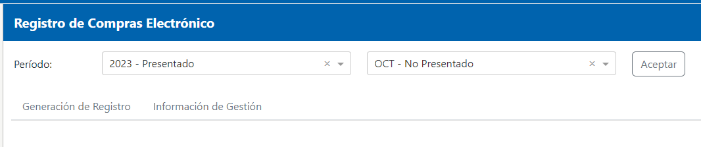 Registro de Compras Electrónico
Período: 2023 - Presentado × OCT - No Presentado × Aceptar
Generación de Registro Información de Gestión